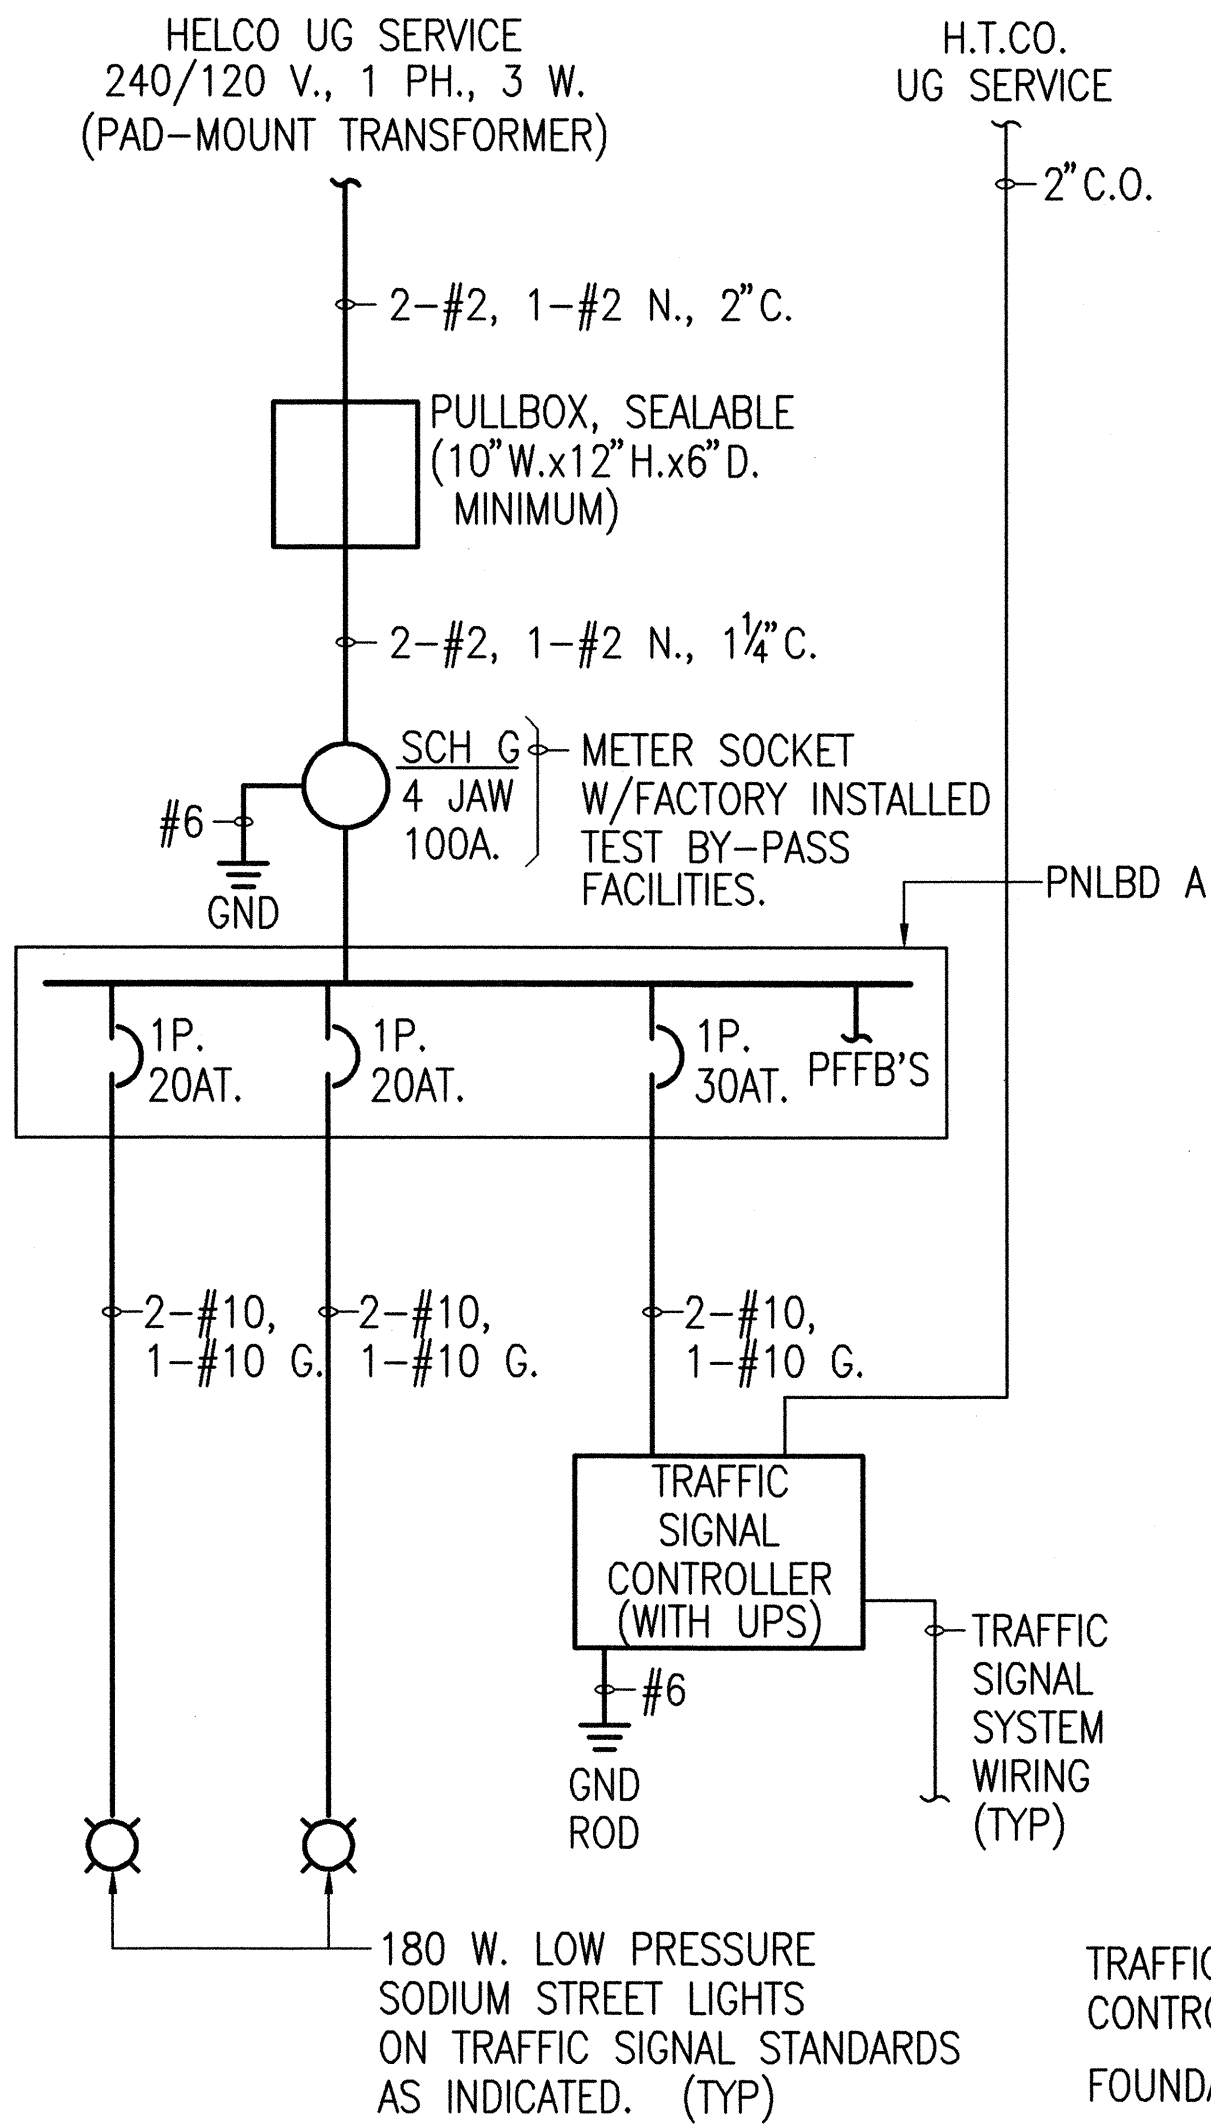 HELCO UG SERVICE
240/120 V., 1 PH., 3 W.
(PAD-MOUNT TRANSFORMER)
H.T.CO.
UG SERVICE
2"C.O.
2-#2, 1-#2 N., 2"C.
PULLBOX, SEALABLE
(10"W.x12"H.x6"D.
MINIMUM)
2-#2, 1-#2 N., 1¼"C.
SCH G
4 JAW
100A.
METER SOCKET
W/FACTORY INSTALLED
TEST BY-PASS
FACILITIES.
#6
GND
PNLBD A
1P.
20AT.
1P.
20AT.
1P.
30AT.
PFFB'S
2-#10,
1-#10 G.
2-#10,
1-#10 G.
2-#10,
1-#10 G.
TRAFFIC
SIGNAL
CONTROLLER
(WITH UPS)
#6
GND
ROD
TRAFFIC
SIGNAL
SYSTEM
WIRING
(TYP)
180 W. LOW PRESSURE
SODIUM STREET LIGHTS
ON TRAFFIC SIGNAL STANDARDS
AS INDICATED. (TYP)